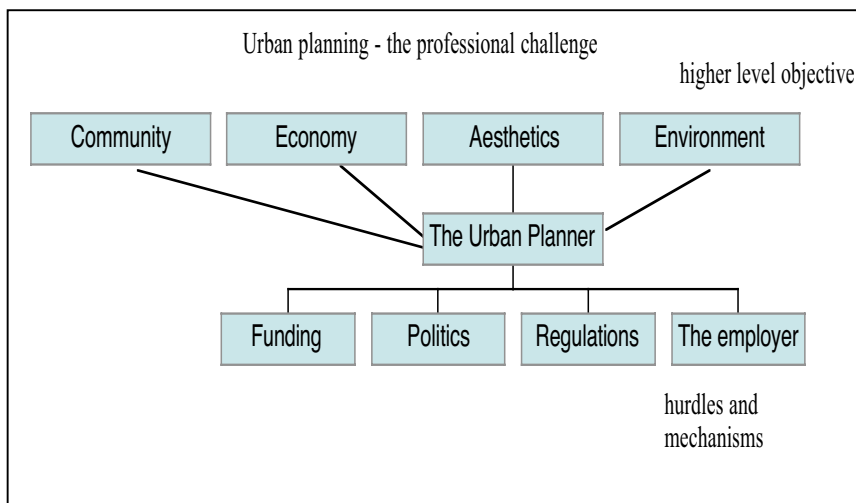 Urban planning - the professional challenge
higher level objective
Community
Economy
Aesthetics
Environment
The Urban Planner
Funding
Politics
Regulations
The employer
hurdles and
mechanisms